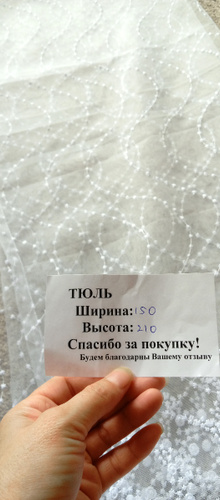 ТЮЛЬ
Ширина: 150
Высота: 210
Спасибо за покупку!
Будем благодарны Вашему отзыву